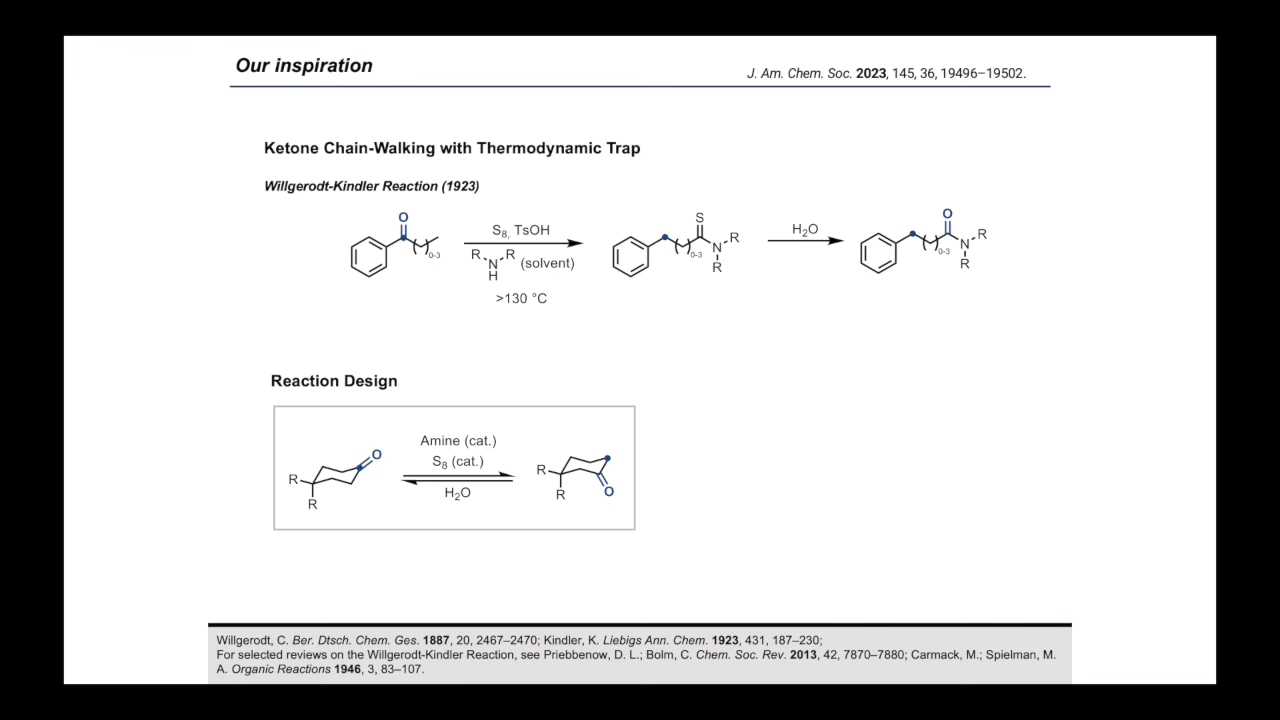 Our inspiration
J. Am. Chem. Soc. 2023, 145, 36, 19496–19502.
Ketone Chain-Walking with Thermodynamic Trap
Willgerodt-Kindler Reaction (1923)
O
0-3
S8, TsOH
R N R (solvent)
H
>130 °C
S
0-3
N R
R
H2O
O
0-3
N R
R
Reaction Design
O
R
R
Amine (cat.)
S8 (cat.)
H2O
R
R
O
Willgerodt, C. Ber. Dtsch. Chem. Ges. 1887, 20, 2467–2470; Kindler, K. Liebigs Ann. Chem. 1923, 431, 187–230;
For selected reviews on the Willgerodt-Kindler Reaction, see Priebbenow, D. L.; Bolm, C. Chem. Soc. Rev. 2013, 42, 7870–7880; Carmack, M.; Spielman, M.
A. Organic Reactions 1946, 3, 83–107.